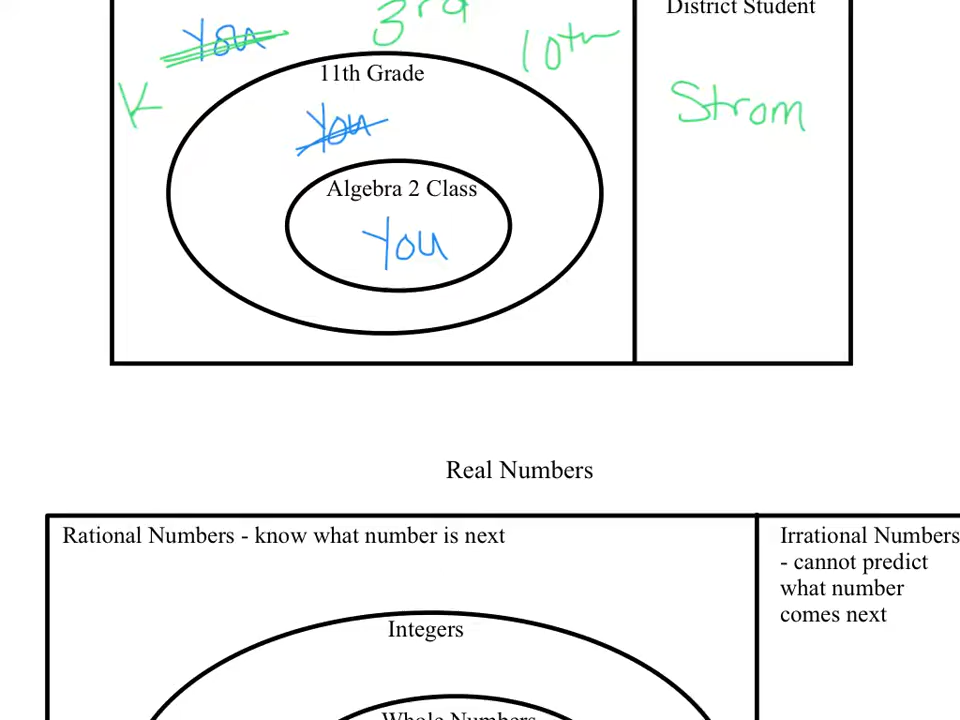 District Student
You
3rd
10th
11th Grade
K
Strom
You
Algebra 2 Class
You
Real Numbers
Rational Numbers - know what number is next
Irrational Numbers
- cannot predict
what number
comes next
Integers
Whole Numbers